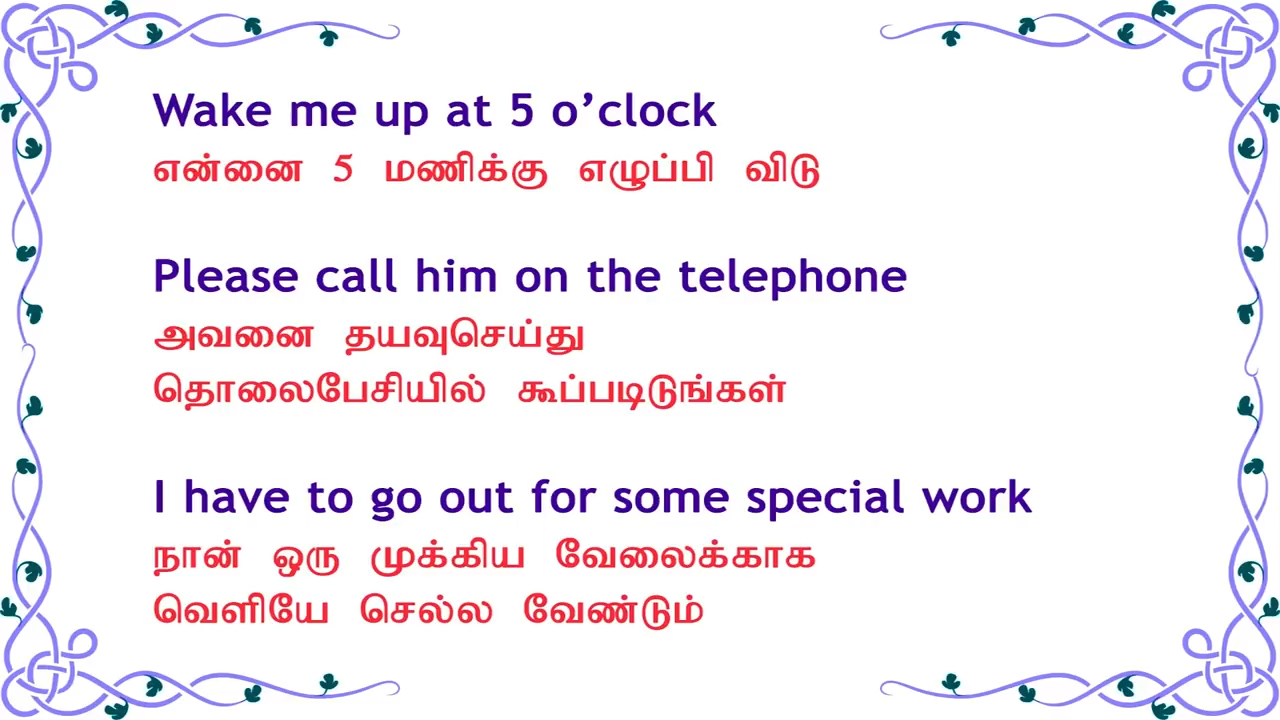 Wake me up at 5 o’clock
என்னை 5 மணிக்கு எழுப்பி விடு
Please call him on the telephone
அவனை தயவுசெய்து
தொலைபேசியில் கூப்படிடுங்கள்
I have to go out for some special work
நான் ஒரு முக்கிய வேலைக்காக
வெளியே செல்ல வேண்டும்